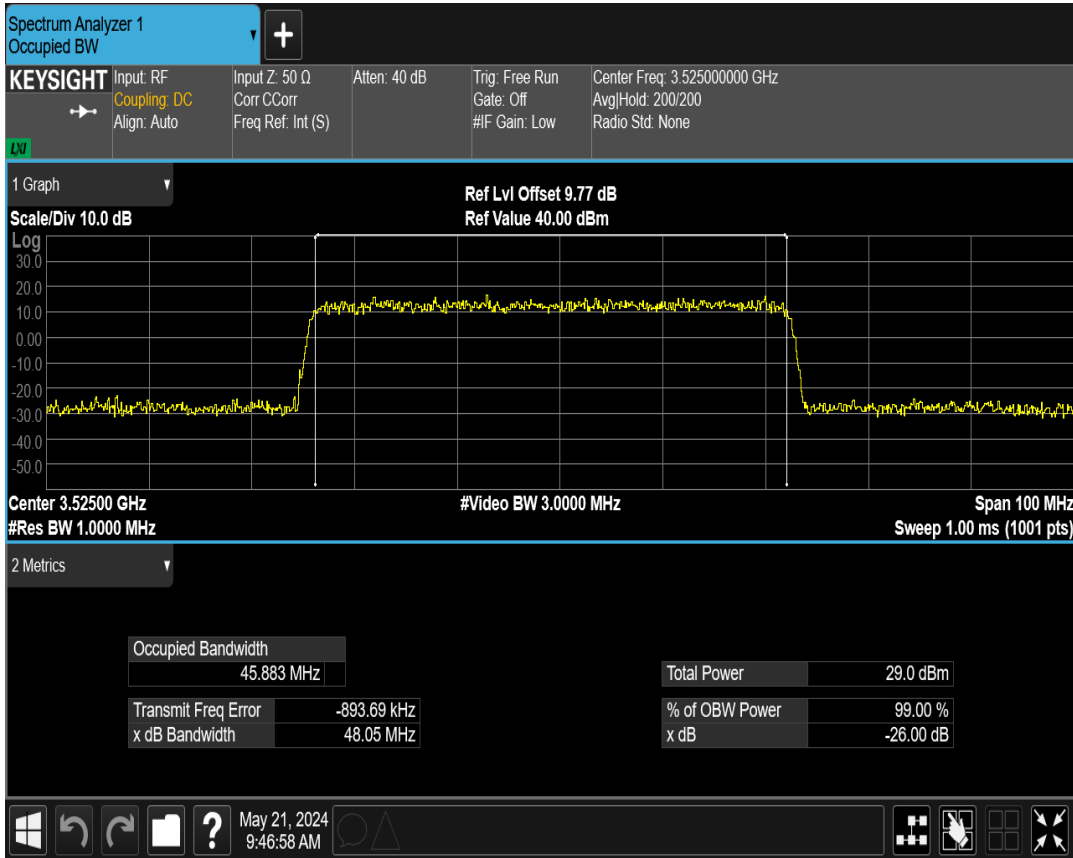 Spectrum Analyzer 1
Occupied BW
+
KEYSIGHT
LXI
Input: RF
Coupling: DC
Align: Auto
Input Z: 50 Ω
Corr CCorr
Freq Ref: Int (S)
Atten: 40 dB
Trig: Free Run
Gate: Off
#IF Gain: Low
Center Freq: 3.525000000 GHz
Avg|Hold: 200/200
Radio Std: None
1 Graph
Scale/Div 10.0 dB
Ref Lvl Offset 9.77 dB
Ref Value 40.00 dBm
Log
30.0
20.0
10.0
0.00
-10.0
-20.0
-30.0
-40.0
-50.0
Center 3.52500 GHz
#Video BW 3.0000 MHz
Span 100 MHz
#Res BW 1.0000 MHz
Sweep 1.00 ms (1001 pts)
2 Metrics
Occupied Bandwidth
45.883 MHz
Transmit Freq Error -893.69 kHz
x dB Bandwidth 48.05 MHz
Total Power 29.0 dBm
% of OBW Power 99.00 %
x dB -26.00 dB
?
May 21, 2024
9:46:58 AM